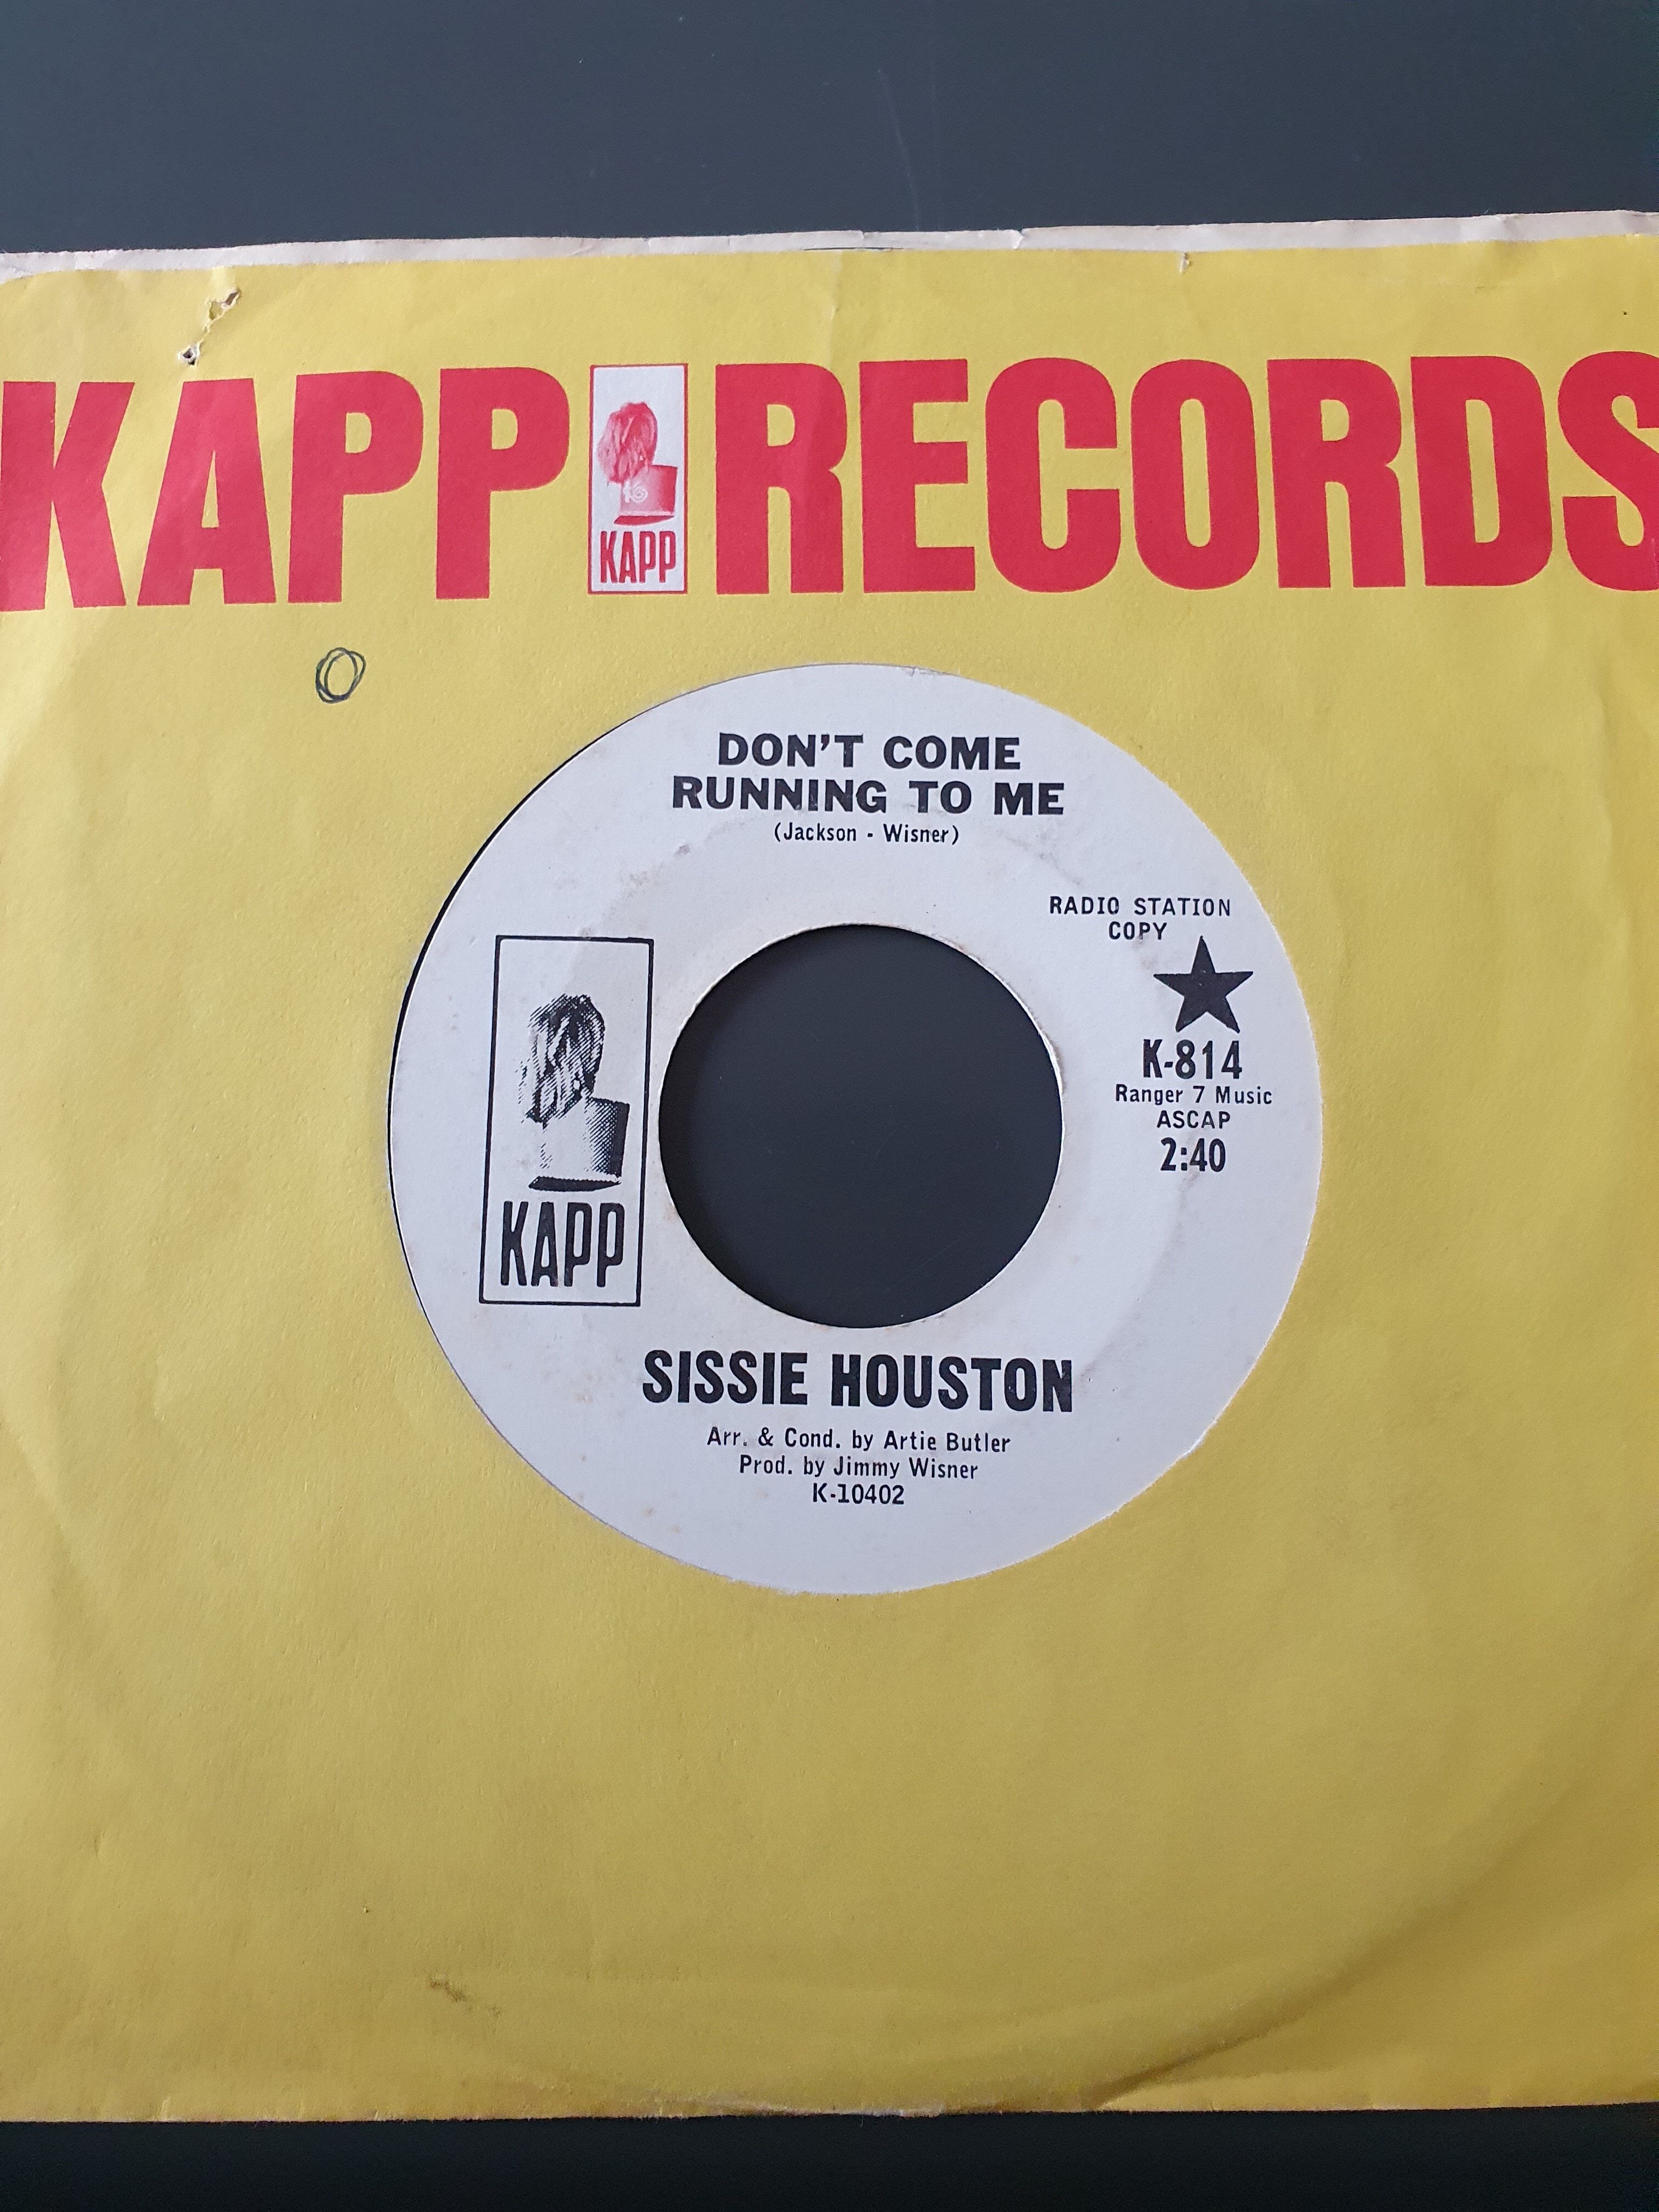 KAPP RECORDS
KAPP
DON'T COME
RUNNING TO ME
(Jackson - Wisner)
RADIO STATION
COPY
K-814
Ranger 7 Music
ASCAP
2:40
KAPP
SISSIE HOUSTON
Arr. & Cond. by Artie Butler
Prod. by Jimmy Wisner
K-10402